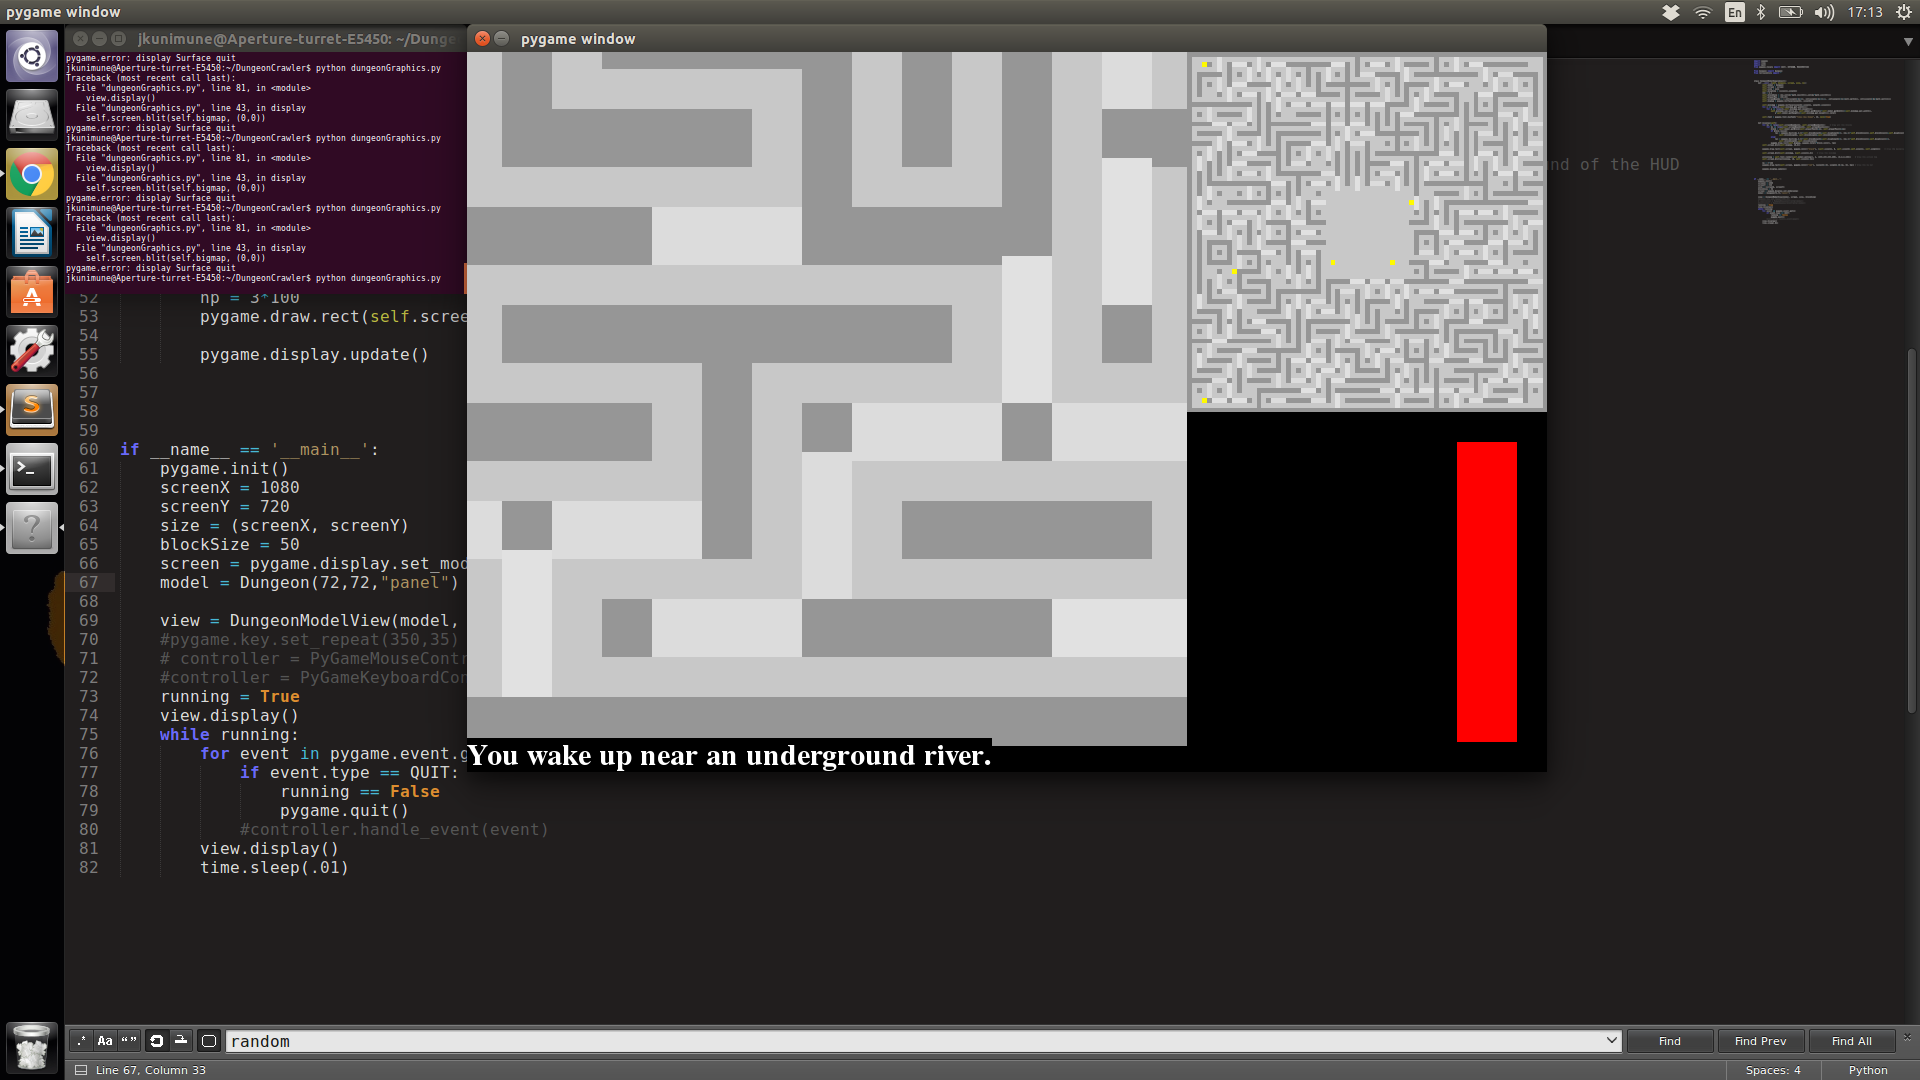 pygame window
En
17:13
jkunimune@Aperture-turret-E5450: ~/Dunge
pygame.error: display Surface quit
jkunimune@Aperture-turret-E5450:~/DungeonCrawler$ python dungeonGraphics.py
Traceback (most recent call last):
  File "dungeonGraphics.py", line 81, in <module>
    view.display()
  File "dungeonGraphics.py", line 43, in display
    self.screen.blit(self.bigmap, (0,0))
pygame.error: display Surface quit
jkunimune@Aperture-turret-E5450:~/DungeonCrawler$ python dungeonGraphics.py
Traceback (most recent call last):
  File "dungeonGraphics.py", line 81, in <module>
    view.display()
  File "dungeonGraphics.py", line 43, in display
    self.screen.blit(self.bigmap, (0,0))
pygame.error: display Surface quit
jkunimune@Aperture-turret-E5450:~/DungeonCrawler$ python dungeonGraphics.py
Traceback (most recent call last):
  File "dungeonGraphics.py", line 81, in <module>
    view.display()
  File "dungeonGraphics.py", line 43, in display
    self.screen.blit(self.bigmap, (0,0))
pygame.error: display Surface quit
jkunimune@Aperture-turret-E5450:~/DungeonCrawler$ python dungeonGraphics.py
pygame window
of the HUD
52 hp = 3*100
53 pygame.draw.rect(self.scree
54
55 pygame.display.update()
56
57
58
59
60 if __name__ == '__main__':
61 pygame.init()
62 screenX = 1080
63 screenY = 720
64 size = (screenX, screenY)
65 blockSize = 50
66 screen = pygame.display.set_mod
67 model = Dungeon(72,72,"panel")
68
69 view = DungeonModelView(model,
70 #pygame.key.set_repeat(350,35)
71 # controller = PyGameMouseContr
72 #controller = PyGameKeyboardCon
73 running = True
74 view.display()
75 while running:
76 for event in pygame.event.g
77 if event.type == QUIT:
78 running == False
79 pygame.quit()
80 #controller.handle_event(event)
81 view.display()
82 time.sleep(.01)
You wake up near an underground river.
.* Aa “”
random
Find
Find Prev
Find All
Line 67, Column 33
Spaces: 4
Python